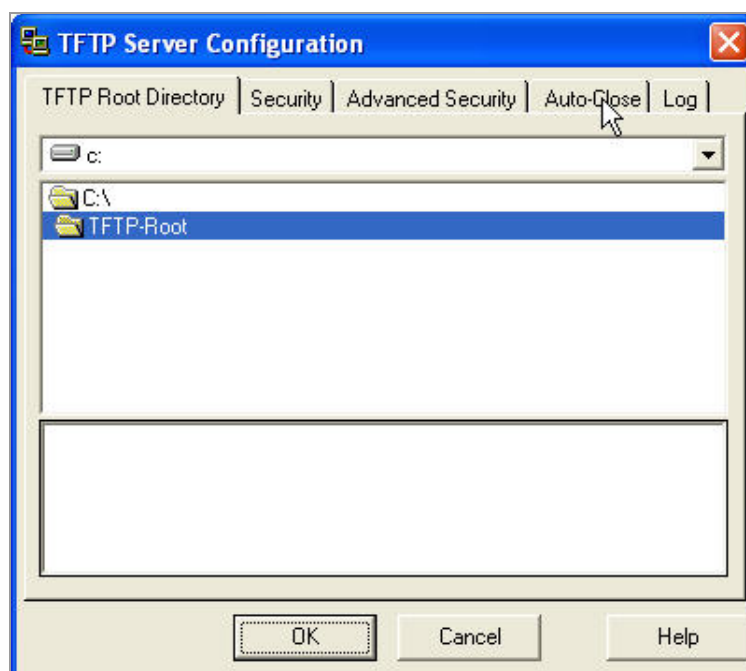 TFTP Server Configuration
TFTP Root Directory Security Advanced Security Auto-Close Log
c:
C:\
TFTP-Root
OK Cancel Help